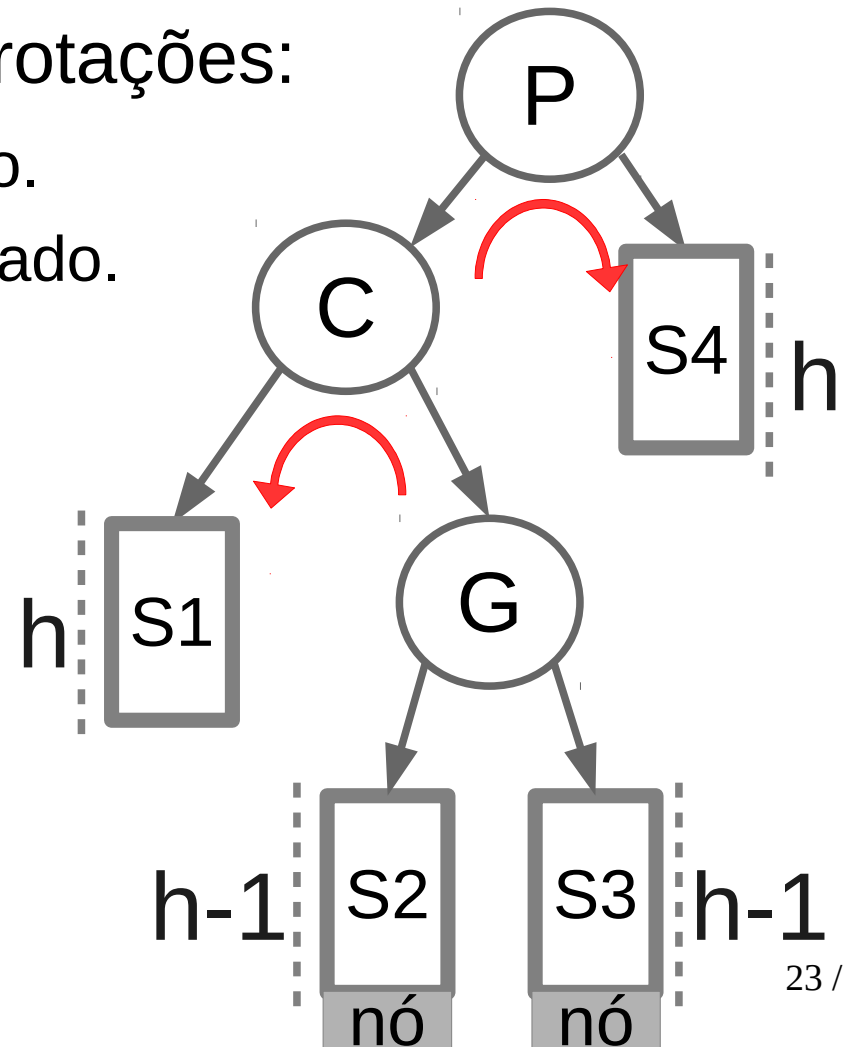 rotações:
o.
ado.
P
C
S4
h
S1
h
G
S2
S3
h-1
h-1
23 /
nó
nó